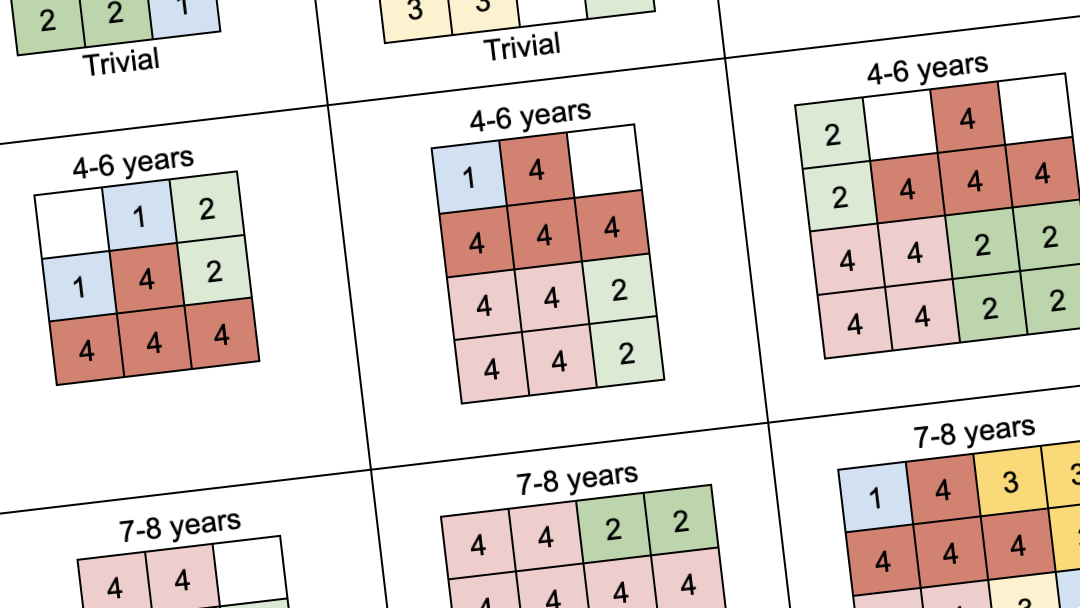 2 2 1
Trivial
3 3
Trivial
4-6 years
1 2
1 4 2
4 4 4
4-6 years
1 4
4 4 4
4 4 2
4 4 2
4-6 years
2 4
2 4 4 4
4 4 2 2
4 4 2 2
7-8 years
4 4
7-8 years
4 4 2 2
4 4 4 4
7-8 years
1 4 3 3
4 4 4